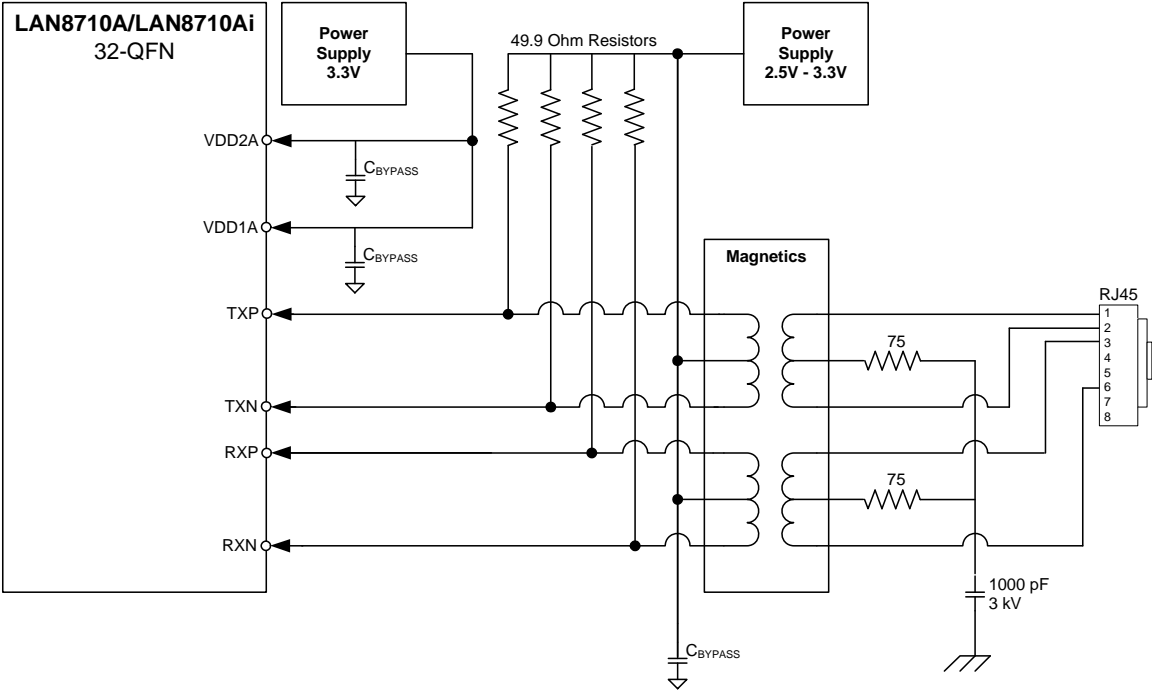 LAN8710A/LAN8710Ai
32-QFN
Power
Supply
3.3V
49.9 Ohm Resistors
Power
Supply
2.5V - 3.3V
VDD2A
CBYPASS
VDD1A
CBYPASS
Magnetics
TXP
RJ45
1
2
3
4
5
6
7
8
75
TXN
RXP
75
RXN
1000 pF
3 kV
CBYPASS